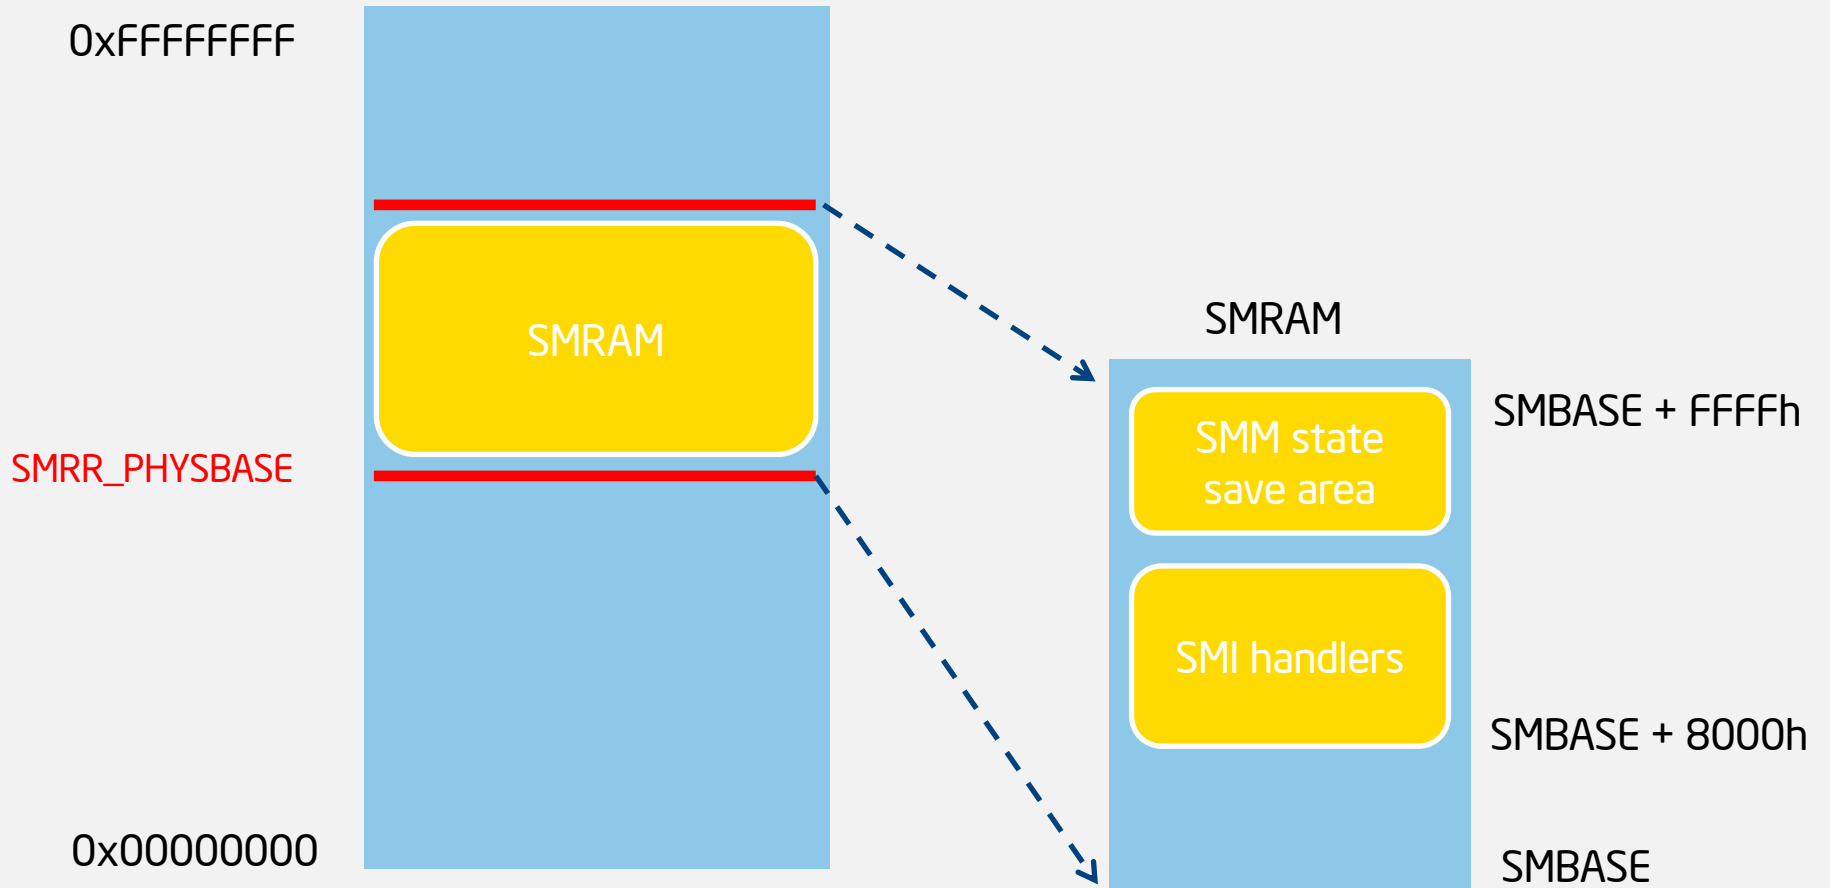 0xFFFFFFFF
SMRAM
SMRR_PHYSBASE
0x00000000
SMRAM
SMM state
save area
SMI handlers
SMBASE + FFFFh
SMBASE + 8000h
SMBASE